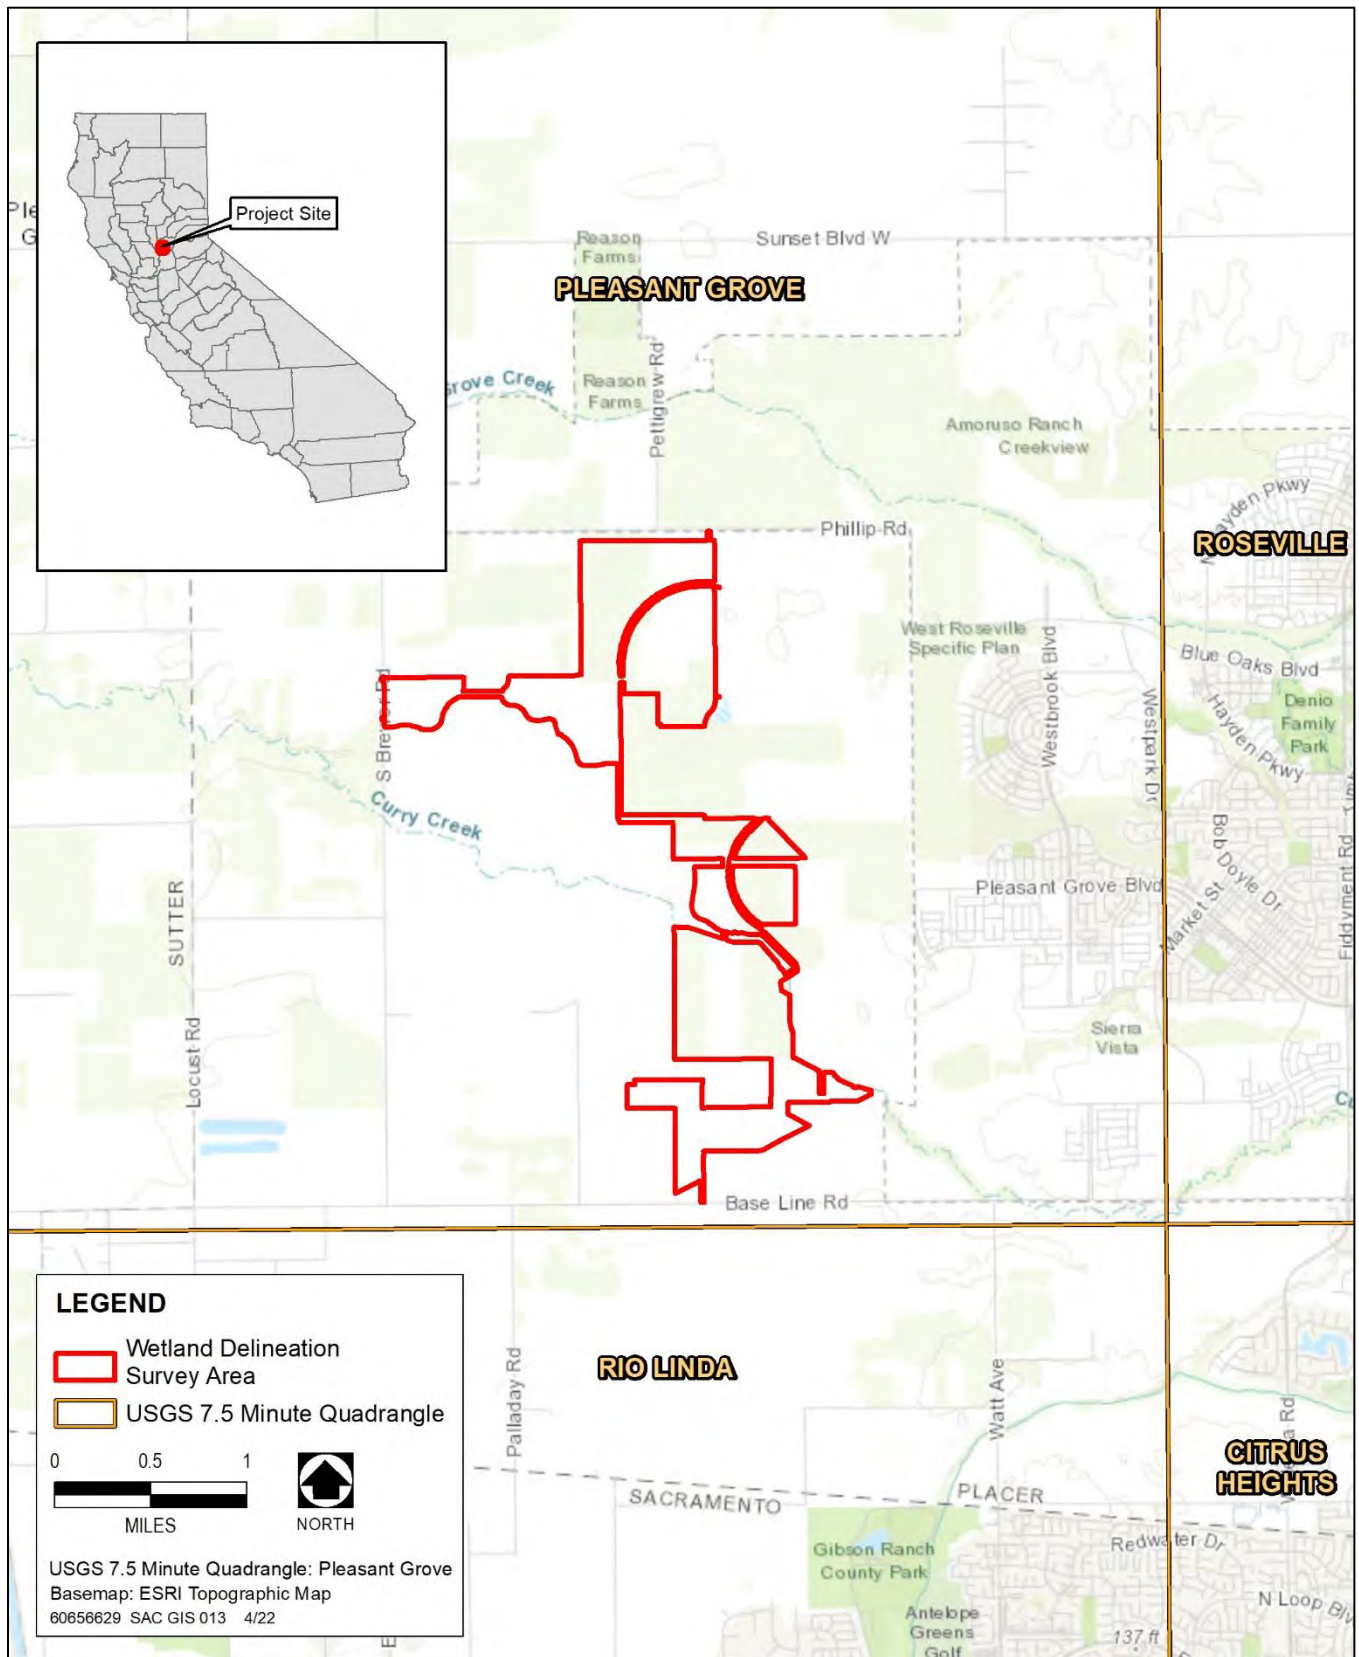 Project Site
Ple
G
Reason
Farms
Sunset Blvd W
PLEASANT GROVE
Pettigrew Rd
Reason
Farms
Grove Creek
Amoruso Ranch
Creekview
Hayden Pkwy
ROSEVILLE
Phillip Rd
West Roseville
Specific Plan
Westbrook Blvd
Blue Oaks Blvd
Westpark Dr
Hayden Pkwy
Denio
Family
Park
S Brewer Rd
Curry Creek
Bob Doyle Dr
Market St
Fiddyment Rd
Pleasant Grove Blvd
SUTTER
Locust Rd
Sierra
Vista
Base Line Rd
LEGEND
Wetland Delineation
Survey Area
USGS 7.5 Minute Quadrangle
0 0.5 1
MILES
NORTH
USGS 7.5 Minute Quadrangle: Pleasant Grove
Basemap: ESRI Topographic Map
60656629 SAC GIS 013 4/22
Palladay Rd
RIO LINDA
Watt Ave
CITRUS
HEIGHTS
SACRAMENTO
PLACER
Gibson Ranch
County Park
Redwater Dr
N Loop Blv
Antelope
Greens
Golf
137 ft